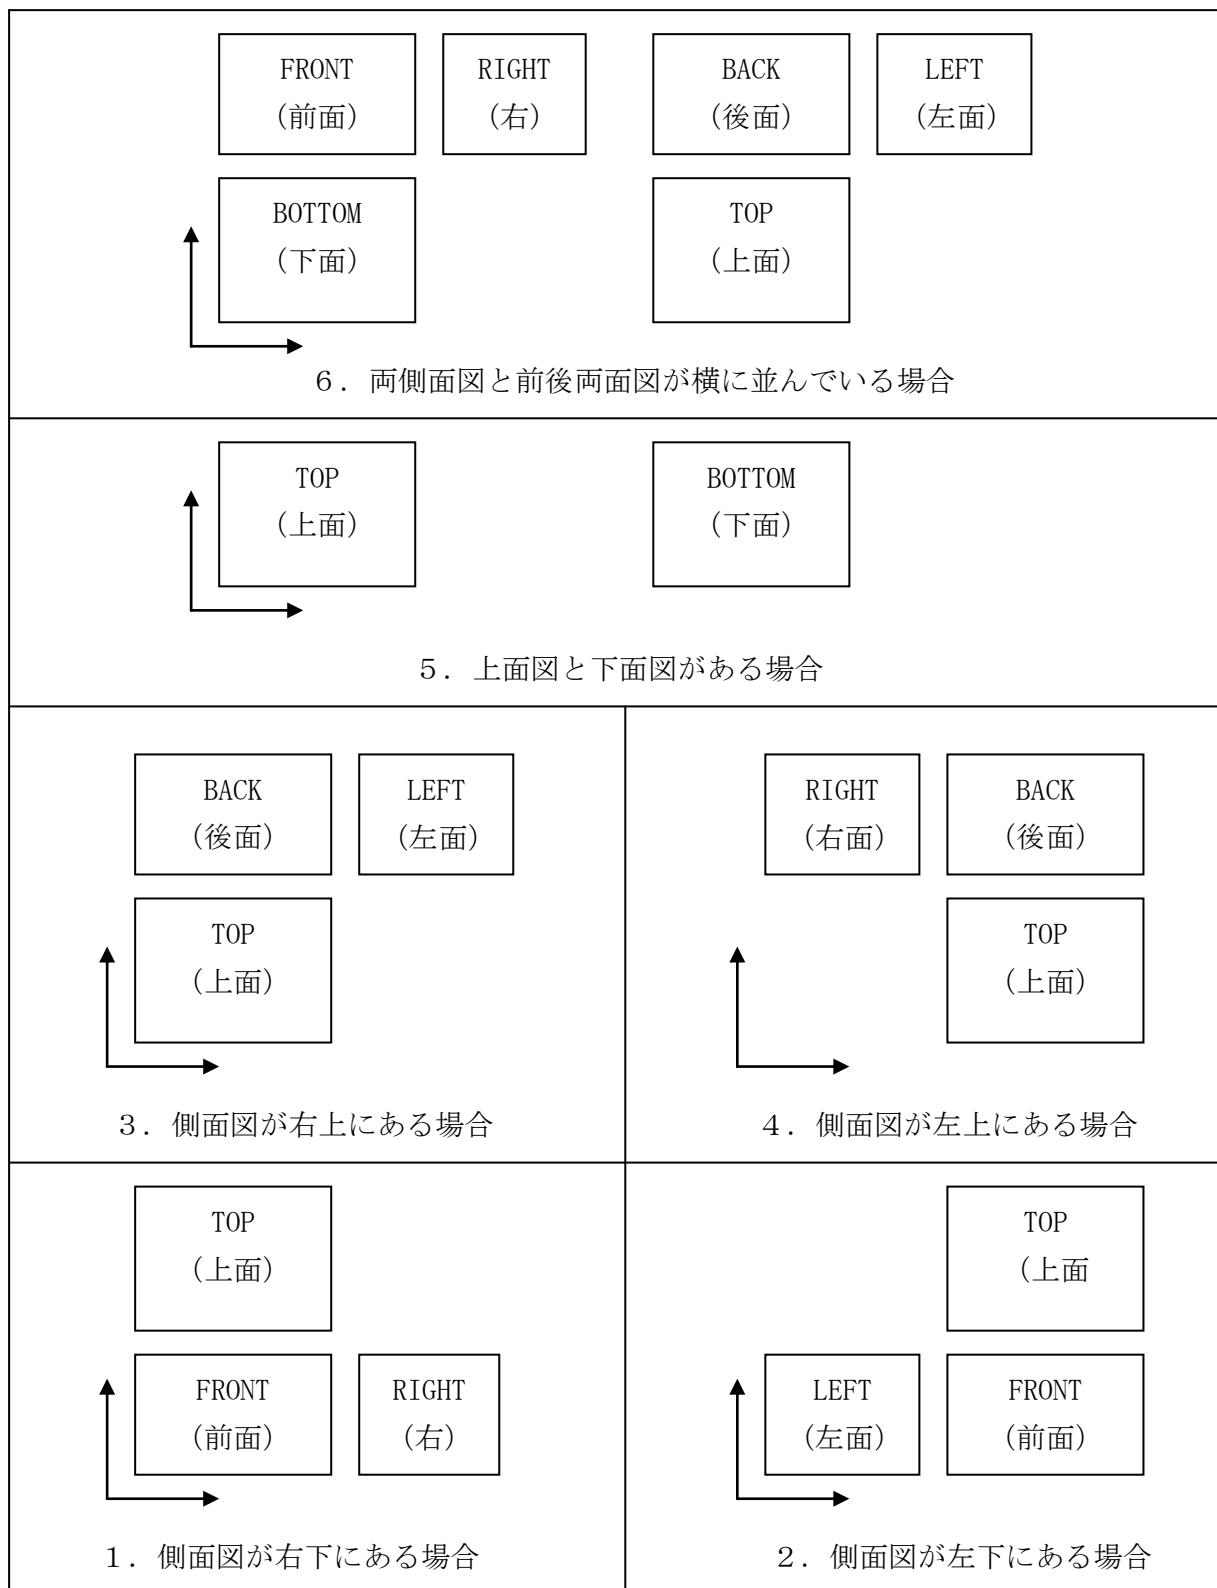 FRONT
(前面)
RIGHT
(右)
BACK
(後面)
LEFT
(左面)
BOTTOM
(下面)
TOP
(上面)
6. 両側面図と前後両面図が横に並んでいる場合
TOP
(上面)
BOTTOM
(下面)
5. 上面図と下面図がある場合
BACK
(後面)
LEFT
(左面)
TOP
(上面)
3. 側面図が右上にある場合
RIGHT
(右面)
BACK
(後面)
TOP
(上面)
4. 側面図が左上にある場合
TOP
(上面)
FRONT
(前面)
RIGHT
(右)
1. 側面図が右下にある場合
TOP
(上面
LEFT
(左面)
FRONT
(前面)
2. 側面図が左下にある場合